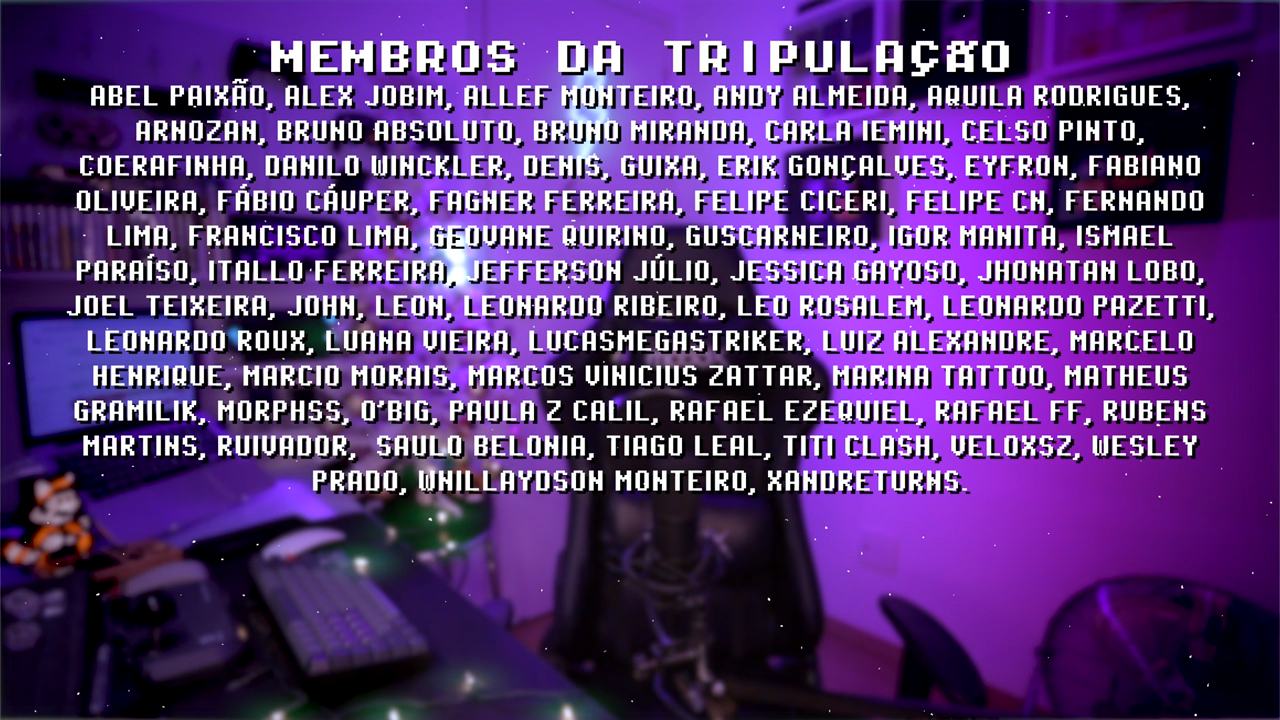 MEMBROS DA TRIPULAÇÃO
ABEL PAIXÃO, ALEX JOBIM, ALLEF MONTEIRO, ANDY ALMEIDA, AQUILA RODRIGUES,
ARNOZAN, BRUNO ABSOLUTO, BRUNO MIRANDA, CARLA IEMINI, CELSO PINTO,
COERAFINHA, DANILO WINCKLER, DENIS, GUIXA, ERIK GONÇALVES, EYFRON, FABIANO
OLIVEIRA, FÁBIO CÁUPER, FAGNER FERREIRA, FELIPE CICERI, FELIPE CN, FERNANDO
LIMA, FRANCISCO LIMA, GEOVANE QUIRINO, GUSCARNEIRO, IGOR MANITA, ISMAEL
PARAÍSO, ITALLO FERREIRA, JEFFERSON JÚLIO, JESSICA GAYOSO, JHONATAN LOBO,
JOEL TEIXEIRA, JOHN, LEON, LEONARDO RIBEIRO, LEO ROSALEM, LEONARDO PAZETTI,
LEONARDO ROUX, LUANA VIEIRA, LUCASMEGASTRIKER, LUIZ ALEXANDRE, MARCELO
HENRIQUE, MARCIO MORAIS, MARCOS VINICIUS ZATTAR, MARINA TATTOO, MATHEUS
GRAMILIK, MORPHSS, O'BIG, PAULA Z CALIL, RAFAEL EZEQUIEL, RAFAEL FF, RUBENS
MARTINS, RUIVADOR, SAULO BELONIA, TIAGO LEAL, TITI CLASH, VELOXSZ, WESLEY
PRADO, WNILLAYDSON MONTEIRO, XANDRETURNS.